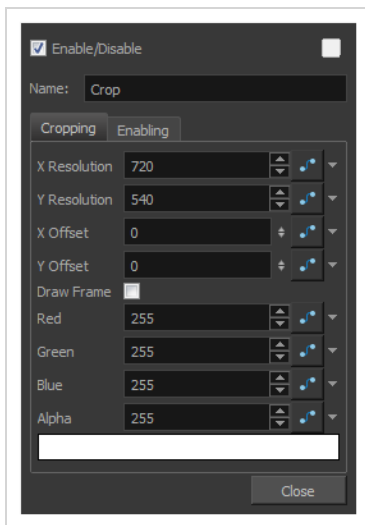 Enable/Disable
Name: Crop
Cropping Enabling
X Resolution 720
Y Resolution 540
X Offset 0
Y Offset 0
Draw Frame
Red 255
Green 255
Blue 255
Alpha 255
Close